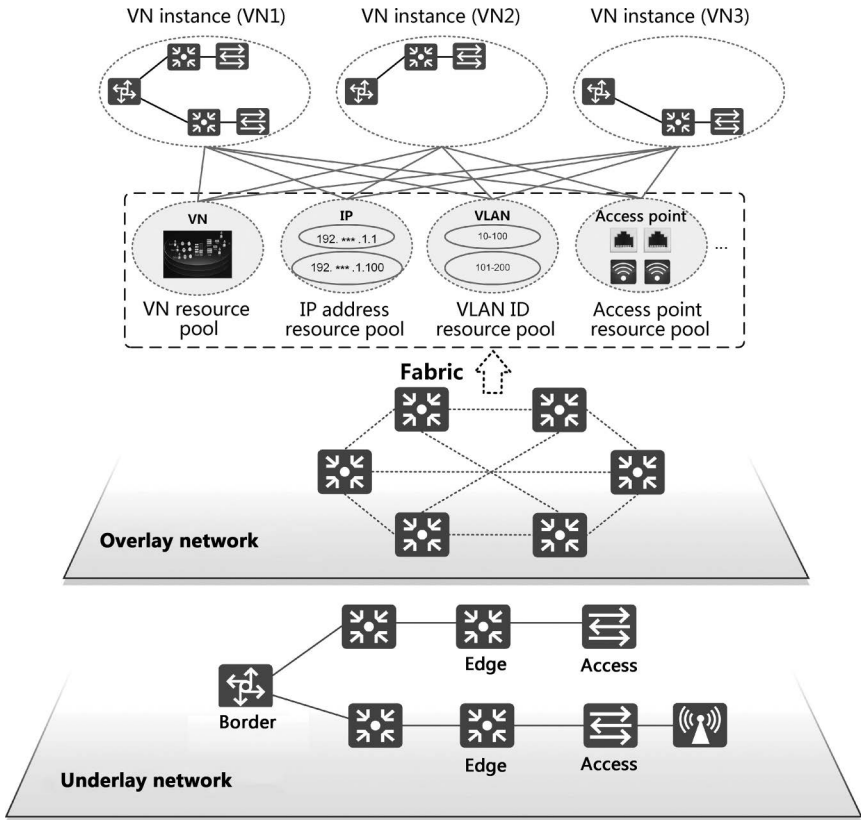 VN instance (VN1)
VN instance (VN2)
VN instance (VN3)
VN
IP
VLAN
Access point
192. *** .1.1
192. *** .1.100
10-100
101-200
...
VN resource
pool
IP address
resource pool
VLAN ID
resource pool
Access point
resource pool
Fabric
Overlay network
Edge
Access
Border
Edge
Access
Underlay network